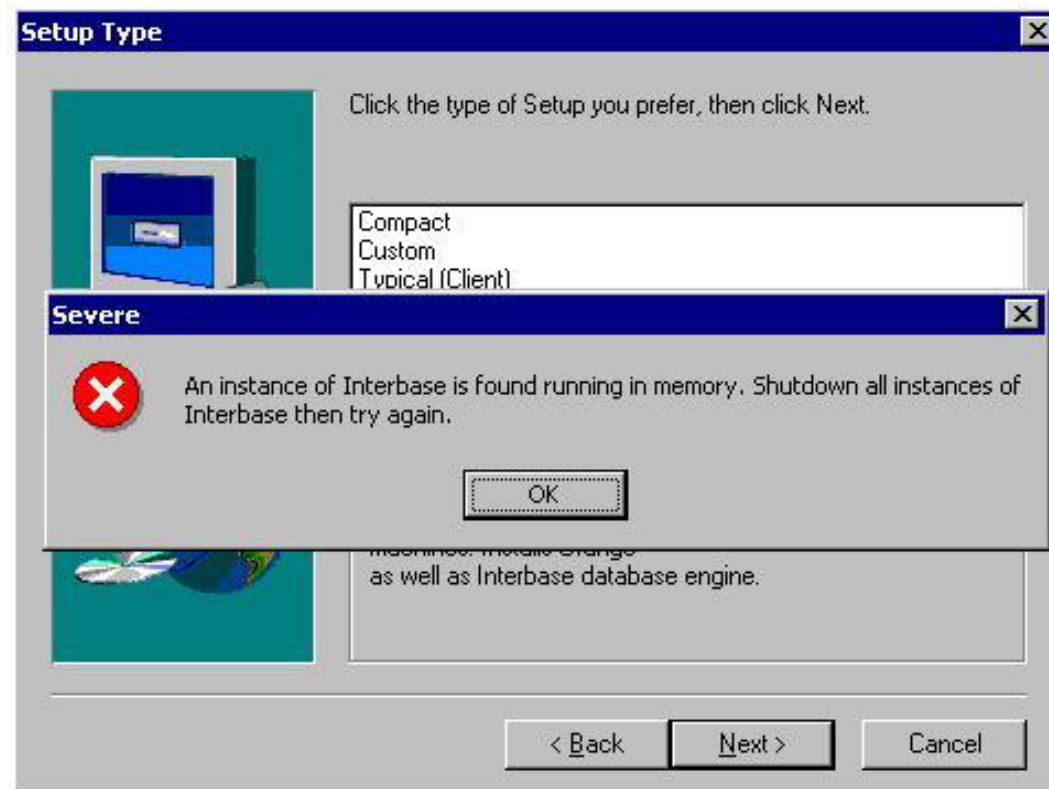 Setup Type
Click the type of Setup you prefer, then click Next.
Compact
Custom
Typical (Client)
Severe
An instance of Interbase is found running in memory. Shutdown all instances of
Interbase then try again.
OK
as well as Interbase database engine.
< Back
Next >
Cancel